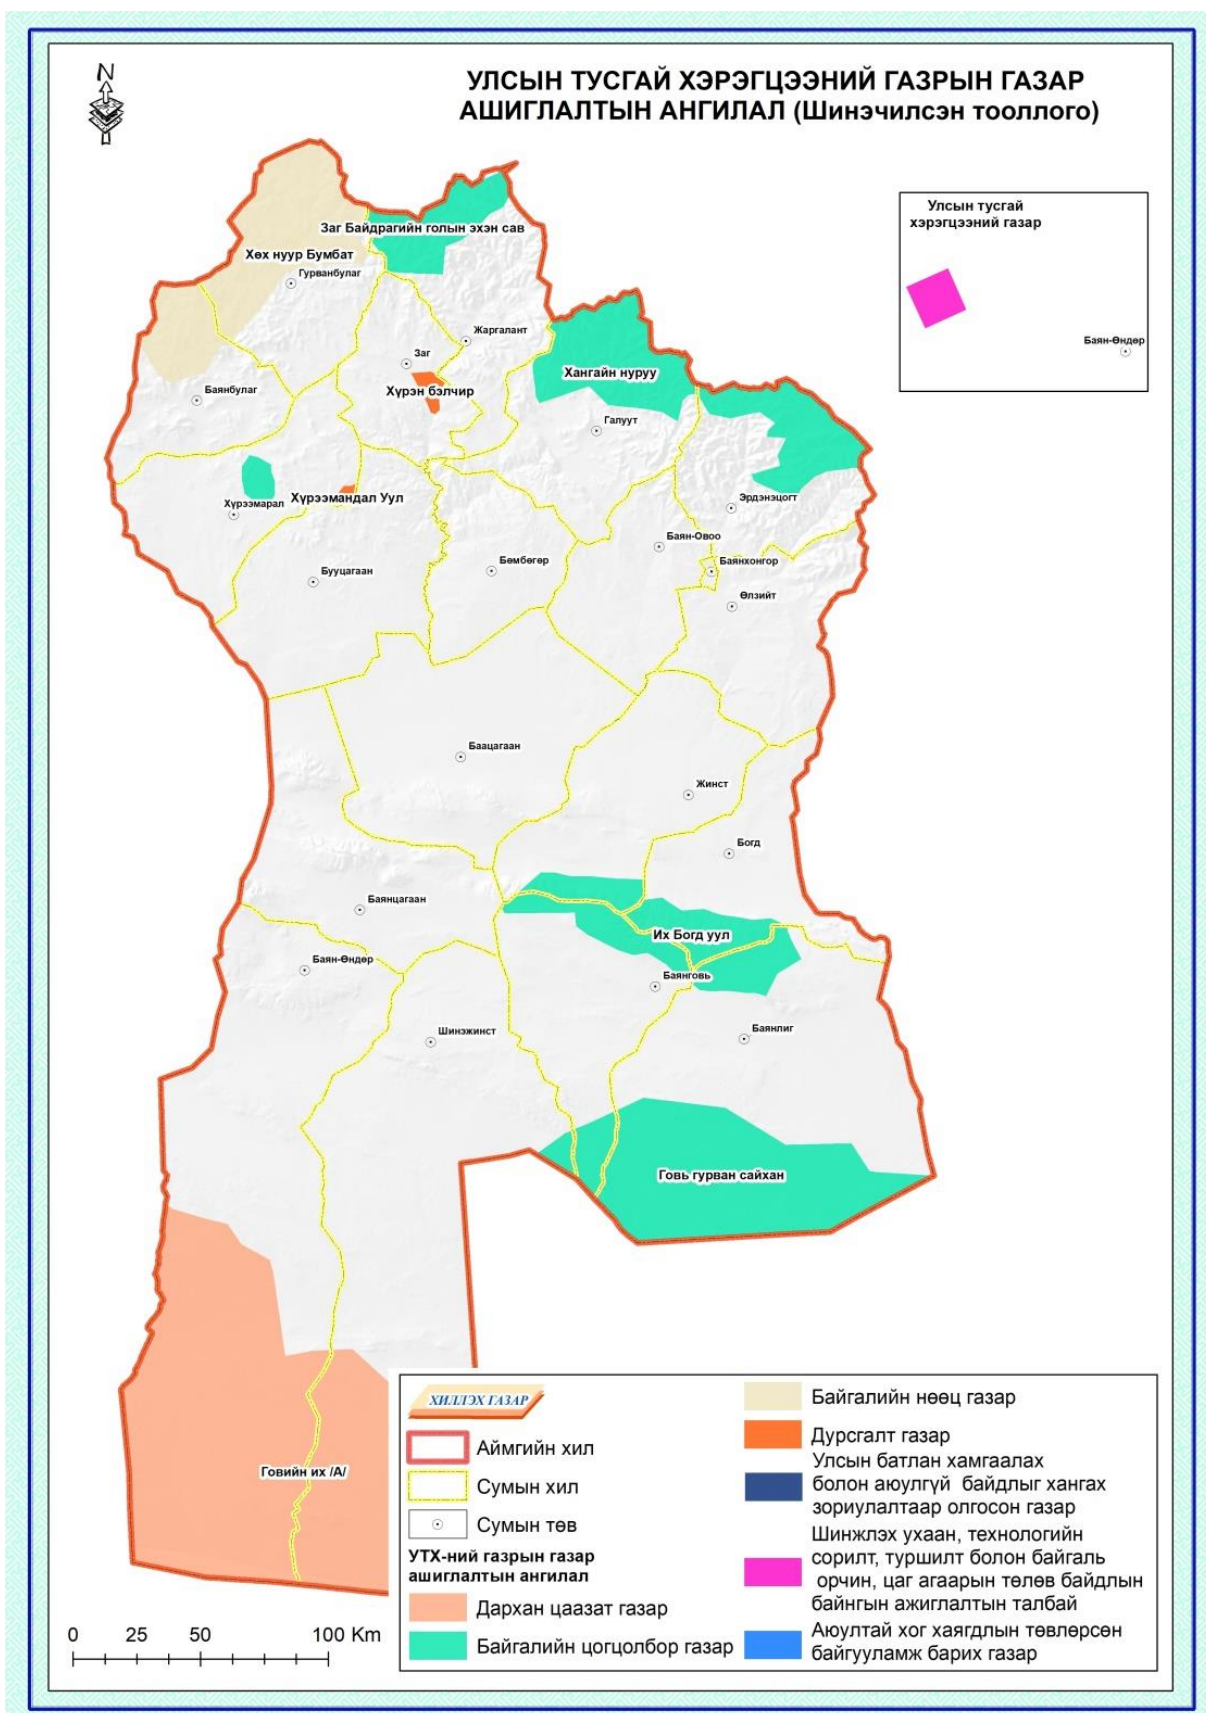 УЛСЫН ТУСГАЙ ХЭРЭГЦЭЭНИЙ ГАЗРЫН ГАЗАР
АШИГЛАЛТЫН АНГИЛАЛ (Шинэчилсэн тооллого)
N
Улсын тусгай
хэрэгцээний газар
Баян-Өндөр
Заг Байдрагийн голын эхэн сав
Хөх нуур Бумбат
Гурванбулаг
Жаргалант
Заг
Хангайн нуруу
Хүрэн бэлчир
Баянбулаг
Галуут
Хүрээмандал Уул
Эрдэнэцогт
Хүрээмарал
Баян-Овоо
Бөмбөгөр
Баянхонгор
Бууцагаан
Өлзийт
Баацагаан
Жинст
Богд
Баянцагаан
Их Богд уул
Баян-Өндөр
Баянговь
Шинэжинст
Баянлиг
Говь гурван сайхан
Говийн их /А/
ХИЛЛЭХ ГАЗАР
Аймгийн хил
Сумын хил
Сумын төв
УТХ-ний газрын газар
ашиглалтын ангилал
Дархан цаазат газар
Байгалийн цогцолбор газар
Байгалийн нөөц газар
Дурсгалт газар
Улсын батлан хамгаалах
болон аюулгүй байдлыг хангах
зориулалтаар олгосон газар
Шинжлэх ухаан, технологийн
сорилт, туршилт болон байгаль
орчин, цаг агаарын төлөв байдлын
байнгын ажиглалтын талбай
Аюултай хог хаягдлын төвлөрсөн
байгууламж барих газар
0 25 50 100 Km